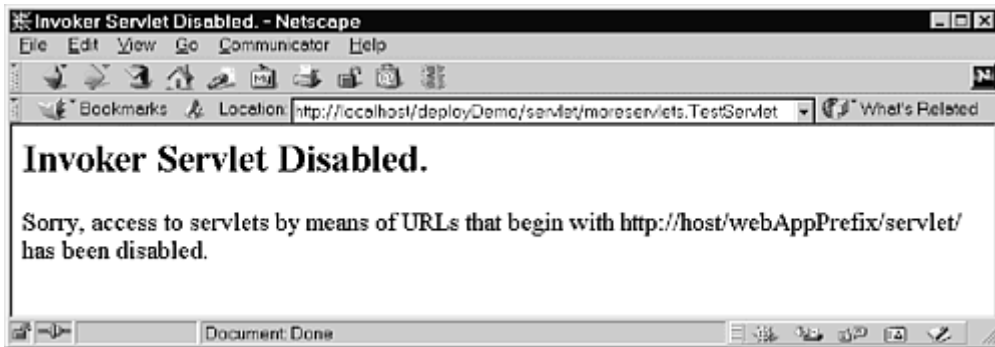 Invoker Servlet Disabled. - Netscape
File Edit View Go Communicator Help
Bookmarks Location: http://localhost/deployDemo/servlet/moreservlets.TestServlet What's Related
Invoker Servlet Disabled.
Sorry, access to servlets by means of URLs that begin with http://host/webAppPrefix/servlet/
has been disabled.
Document: Done